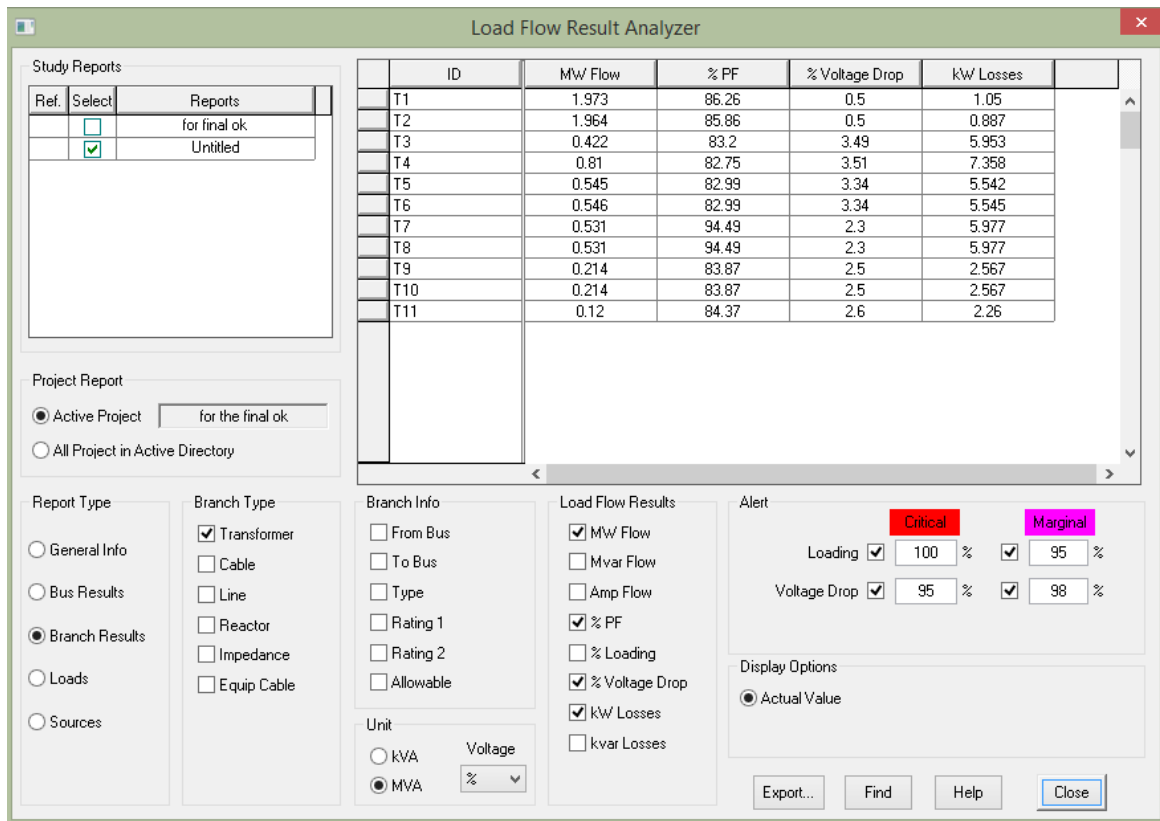 Load Flow Result Analyzer
Study Reports
Ref. Select Reports
for final ok
Untitled
ID MW Flow % PF % Voltage Drop kW Losses
T1 1.973 86.26 0.5 1.05
T2 1.964 85.86 0.5 0.887
T3 0.422 83.2 3.49 5.953
T4 0.81 82.75 3.51 7.358
T5 0.545 82.99 3.34 5.542
T6 0.546 82.99 3.34 5.545
T7 0.531 94.49 2.3 5.977
T8 0.531 94.49 2.3 5.977
T9 0.214 83.87 2.5 2.567
T10 0.214 83.87 2.5 2.567
T11 0.12 84.37 2.6 2.26
Project Report
Active Project for the final ok
All Project in Active Directory
Report Type
General Info
Bus Results
Branch Results
Loads
Sources
Branch Type
Transformer
Cable
Line
Reactor
Impedance
Equip Cable
Branch Info
From Bus
To Bus
Type
Rating 1
Rating 2
Allowable
Unit
kVA
MVA
Voltage
%
Load Flow Results
MW Flow
Mvar Flow
Amp Flow
% PF
% Loading
% Voltage Drop
kW Losses
kvar Losses
Alert
Critical Marginal
Loading 100 % 95 %
Voltage Drop 95 % 98 %
Display Options
Actual Value
Export... Find Help Close